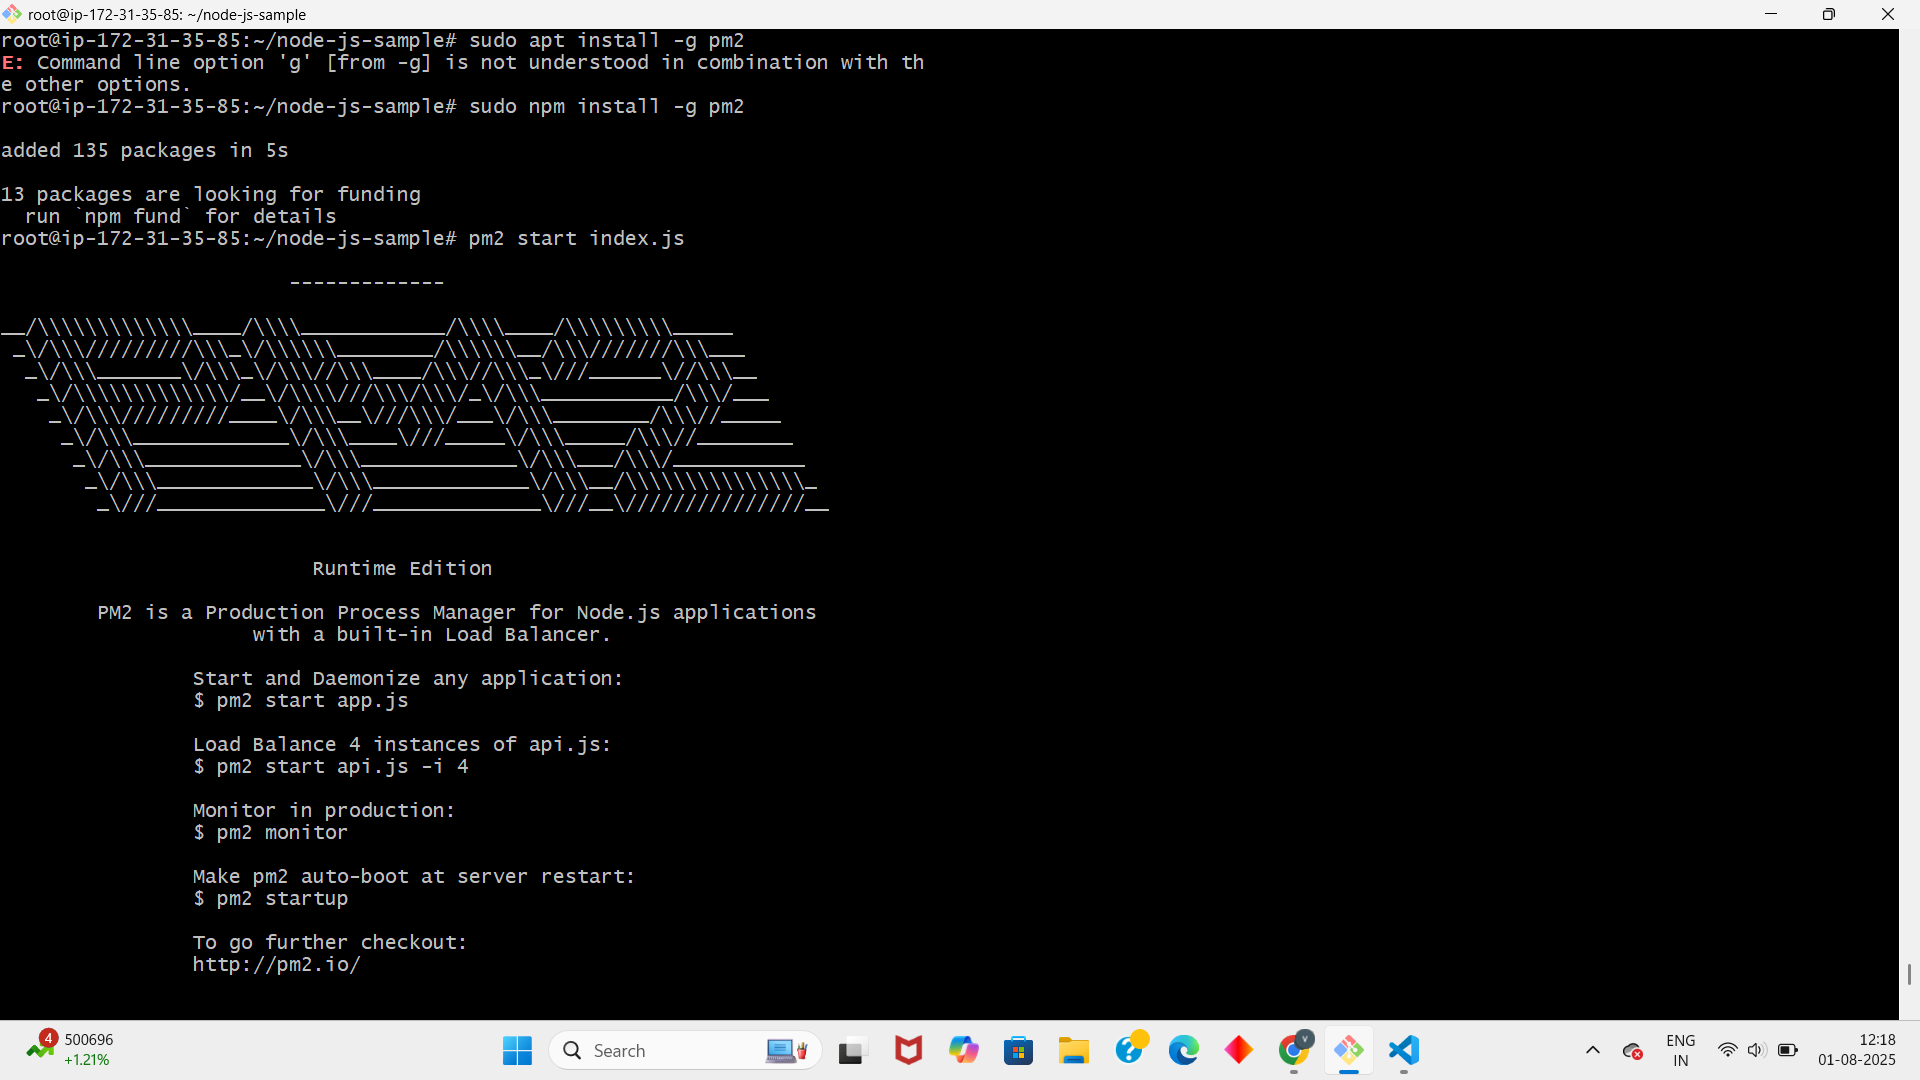 root@ip-172-31-35-85: ~/node-js-sample
root@ip-172-31-35-85:~/node-js-sample# sudo apt install -g pm2
E: Command line option 'g' [from -g] is not understood in combination with th
e other options.
root@ip-172-31-35-85:~/node-js-sample# sudo npm install -g pm2
added 135 packages in 5s
13 packages are looking for funding
  run `npm fund` for details
root@ip-172-31-35-85:~/node-js-sample# pm2 start index.js
-------------
__/\\\\\\\\\\\\\____/\\\\____________/\\\\____/\\\\\\\\\_____
 _\/\\\/////////\\\_\/\\\\\\________/\\\\\\__/\\\///////\\\___
  _\/\\\_______\/\\\_\/\\\//\\\____/\\\//\\\_\///______\//\\\__
   _\/\\\\\\\\\\\\\/__\/\\\\///\\\/\\\/_\/\\\___________/\\\/___
    _\/\\\/////////____\/\\\__\///\\\/___\/\\\________/\\\//_____
     _\/\\\_____________\/\\\____\///_____\/\\\_____/\\\//________
      _\/\\\_____________\/\\\_____________\/\\\___/\\\/___________
       _\/\\\_____________\/\\\_____________\/\\\__/\\\\\\\\\\\\\\\_
        _\///______________\///______________\///__\///////////////__
Runtime Edition
PM2 is a Production Process Manager for Node.js applications
with a built-in Load Balancer.
Start and Daemonize any application:
$ pm2 start app.js
Load Balance 4 instances of api.js:
$ pm2 start api.js -i 4
Monitor in production:
$ pm2 monitor
Make pm2 auto-boot at server restart:
$ pm2 startup
To go further checkout:
http://pm2.io/
4
500696
+1.21%
Search
V
ENG
IN
12:18
01-08-2025